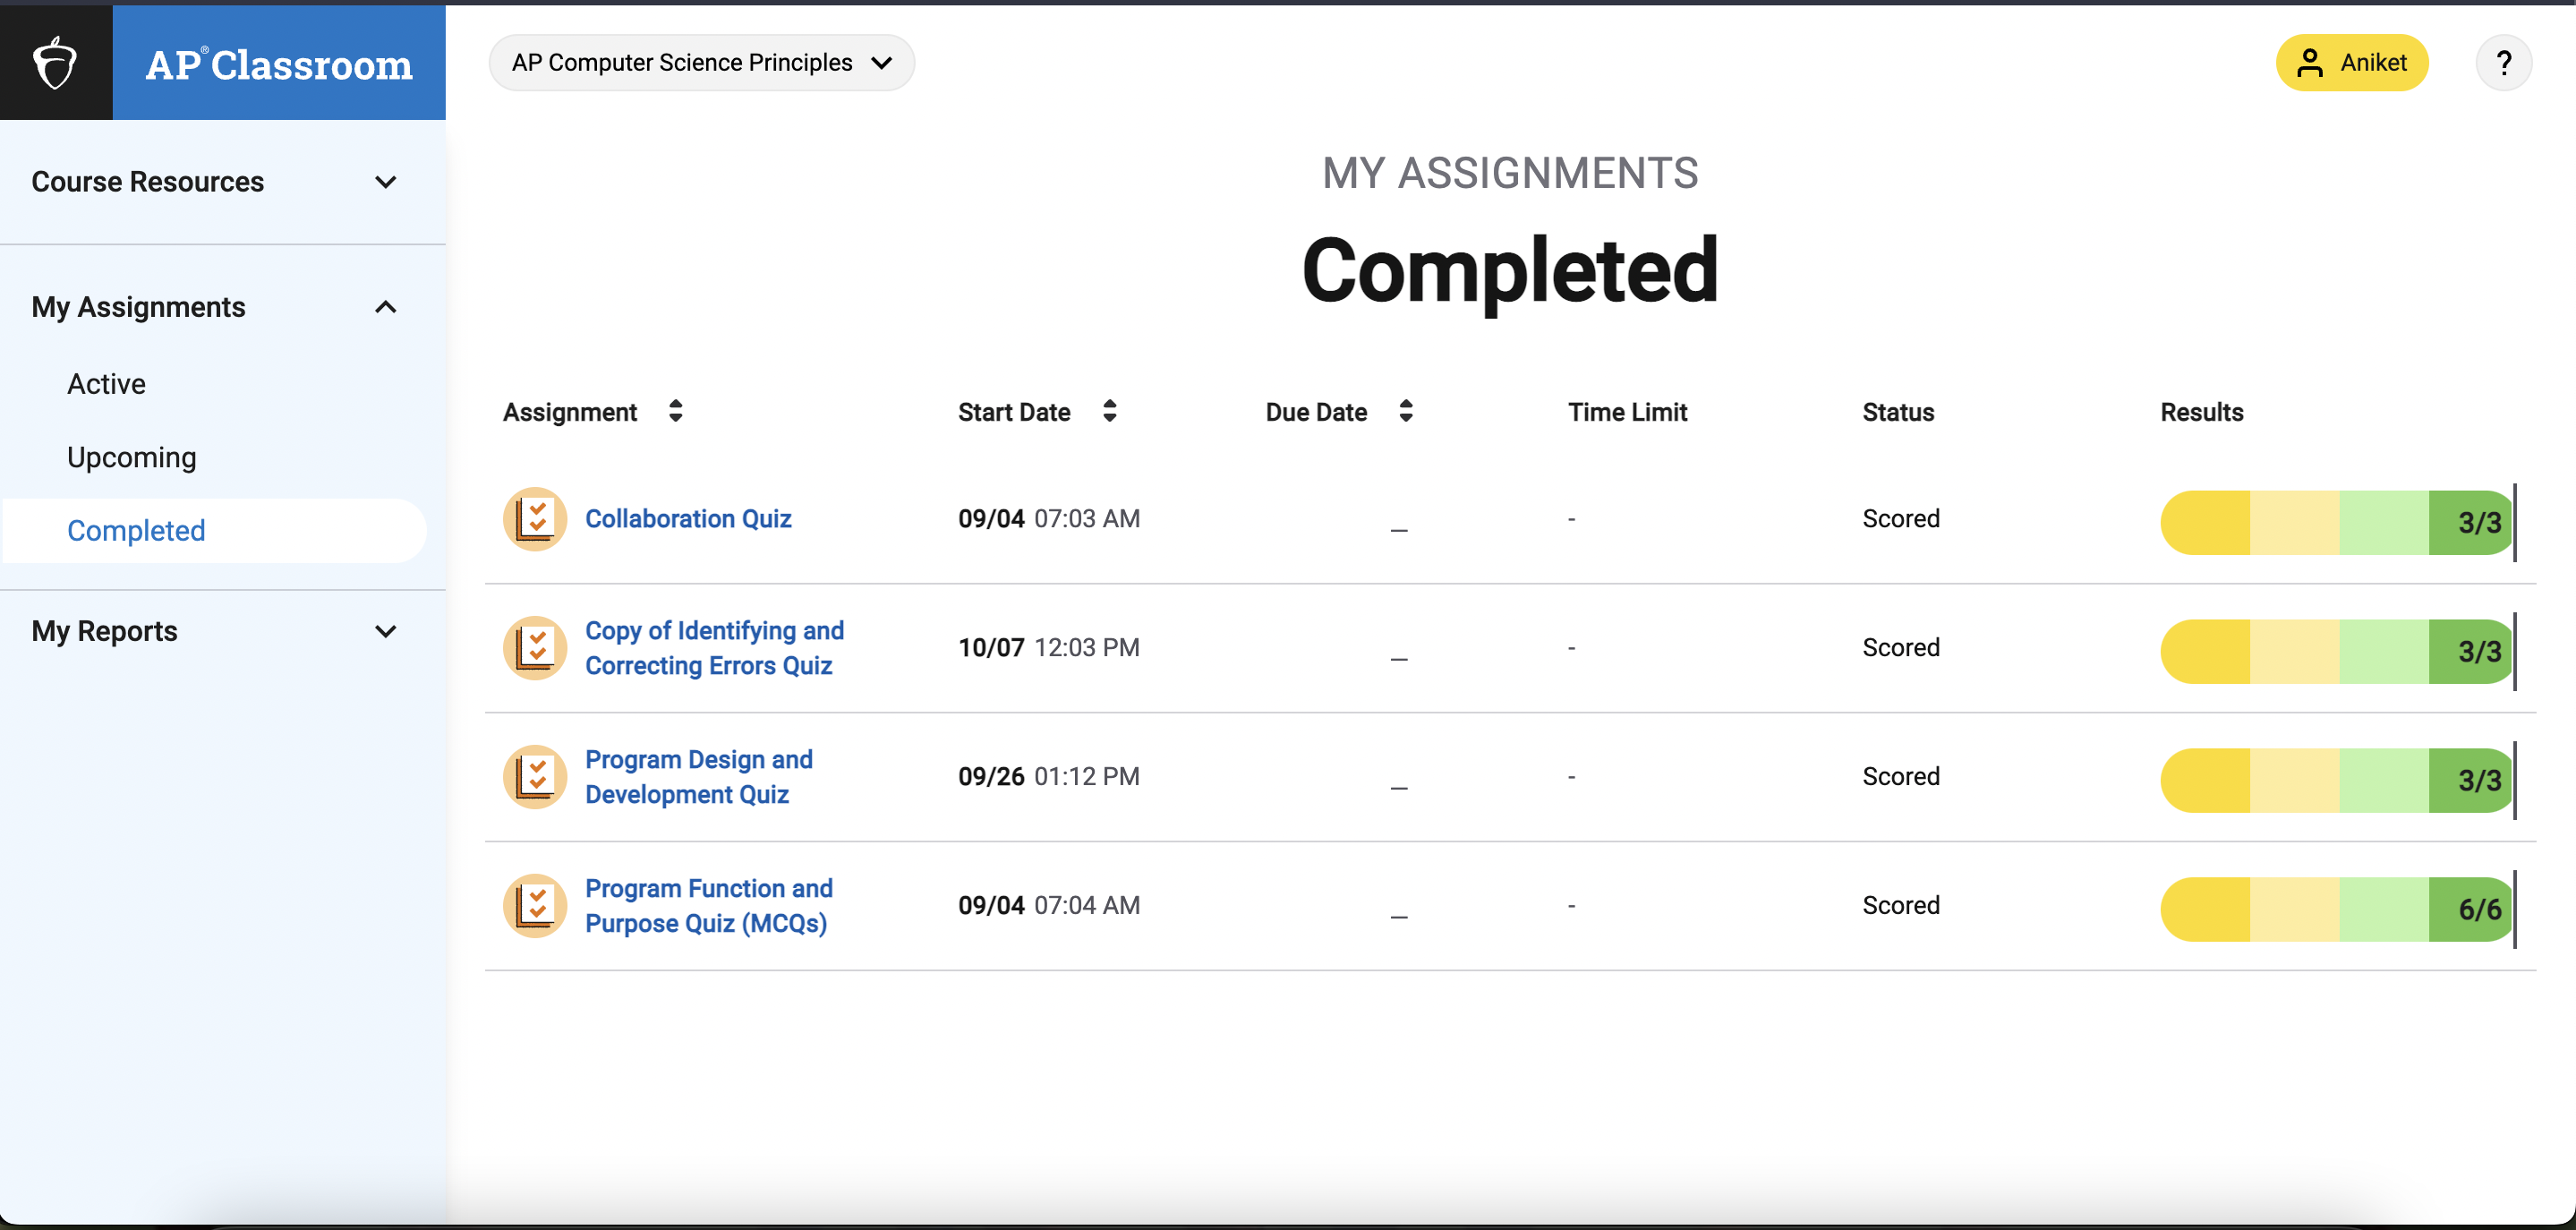 AP® Classroom
AP Computer Science Principles
Aniket
?
Course Resources
My Assignments
Active
Upcoming
Completed
My Reports
MY ASSIGNMENTS
Completed
Assignment Start Date Due Date Time Limit Status Results
Collaboration Quiz 09/04 07:03 AM _ - Scored 3/3
Copy of Identifying and
Correcting Errors Quiz 10/07 12:03 PM _ - Scored 3/3
Program Design and
Development Quiz 09/26 01:12 PM _ - Scored 3/3
Program Function and
Purpose Quiz (MCQs) 09/04 07:04 AM _ - Scored 6/6